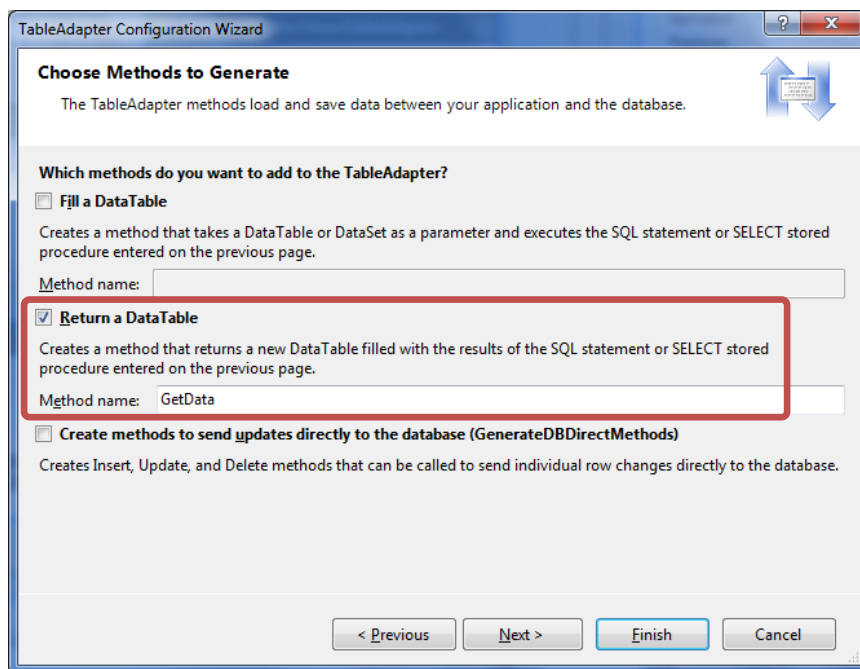 TableAdapter Configuration Wizard
?
Choose Methods to Generate
The TableAdapter methods load and save data between your application and the database.
Which methods do you want to add to the TableAdapter?
Fill a DataTable
Creates a method that takes a DataTable or DataSet as a parameter and executes the SQL statement or SELECT stored
procedure entered on the previous page.
Method name:
Return a DataTable
Creates a method that returns a new DataTable filled with the results of the SQL statement or SELECT stored
procedure entered on the previous page.
Method name: GetData
Create methods to send updates directly to the database (GenerateDBDirectMethods)
Creates Insert, Update, and Delete methods that can be called to send individual row changes directly to the database.
< Previous Next > Finish Cancel